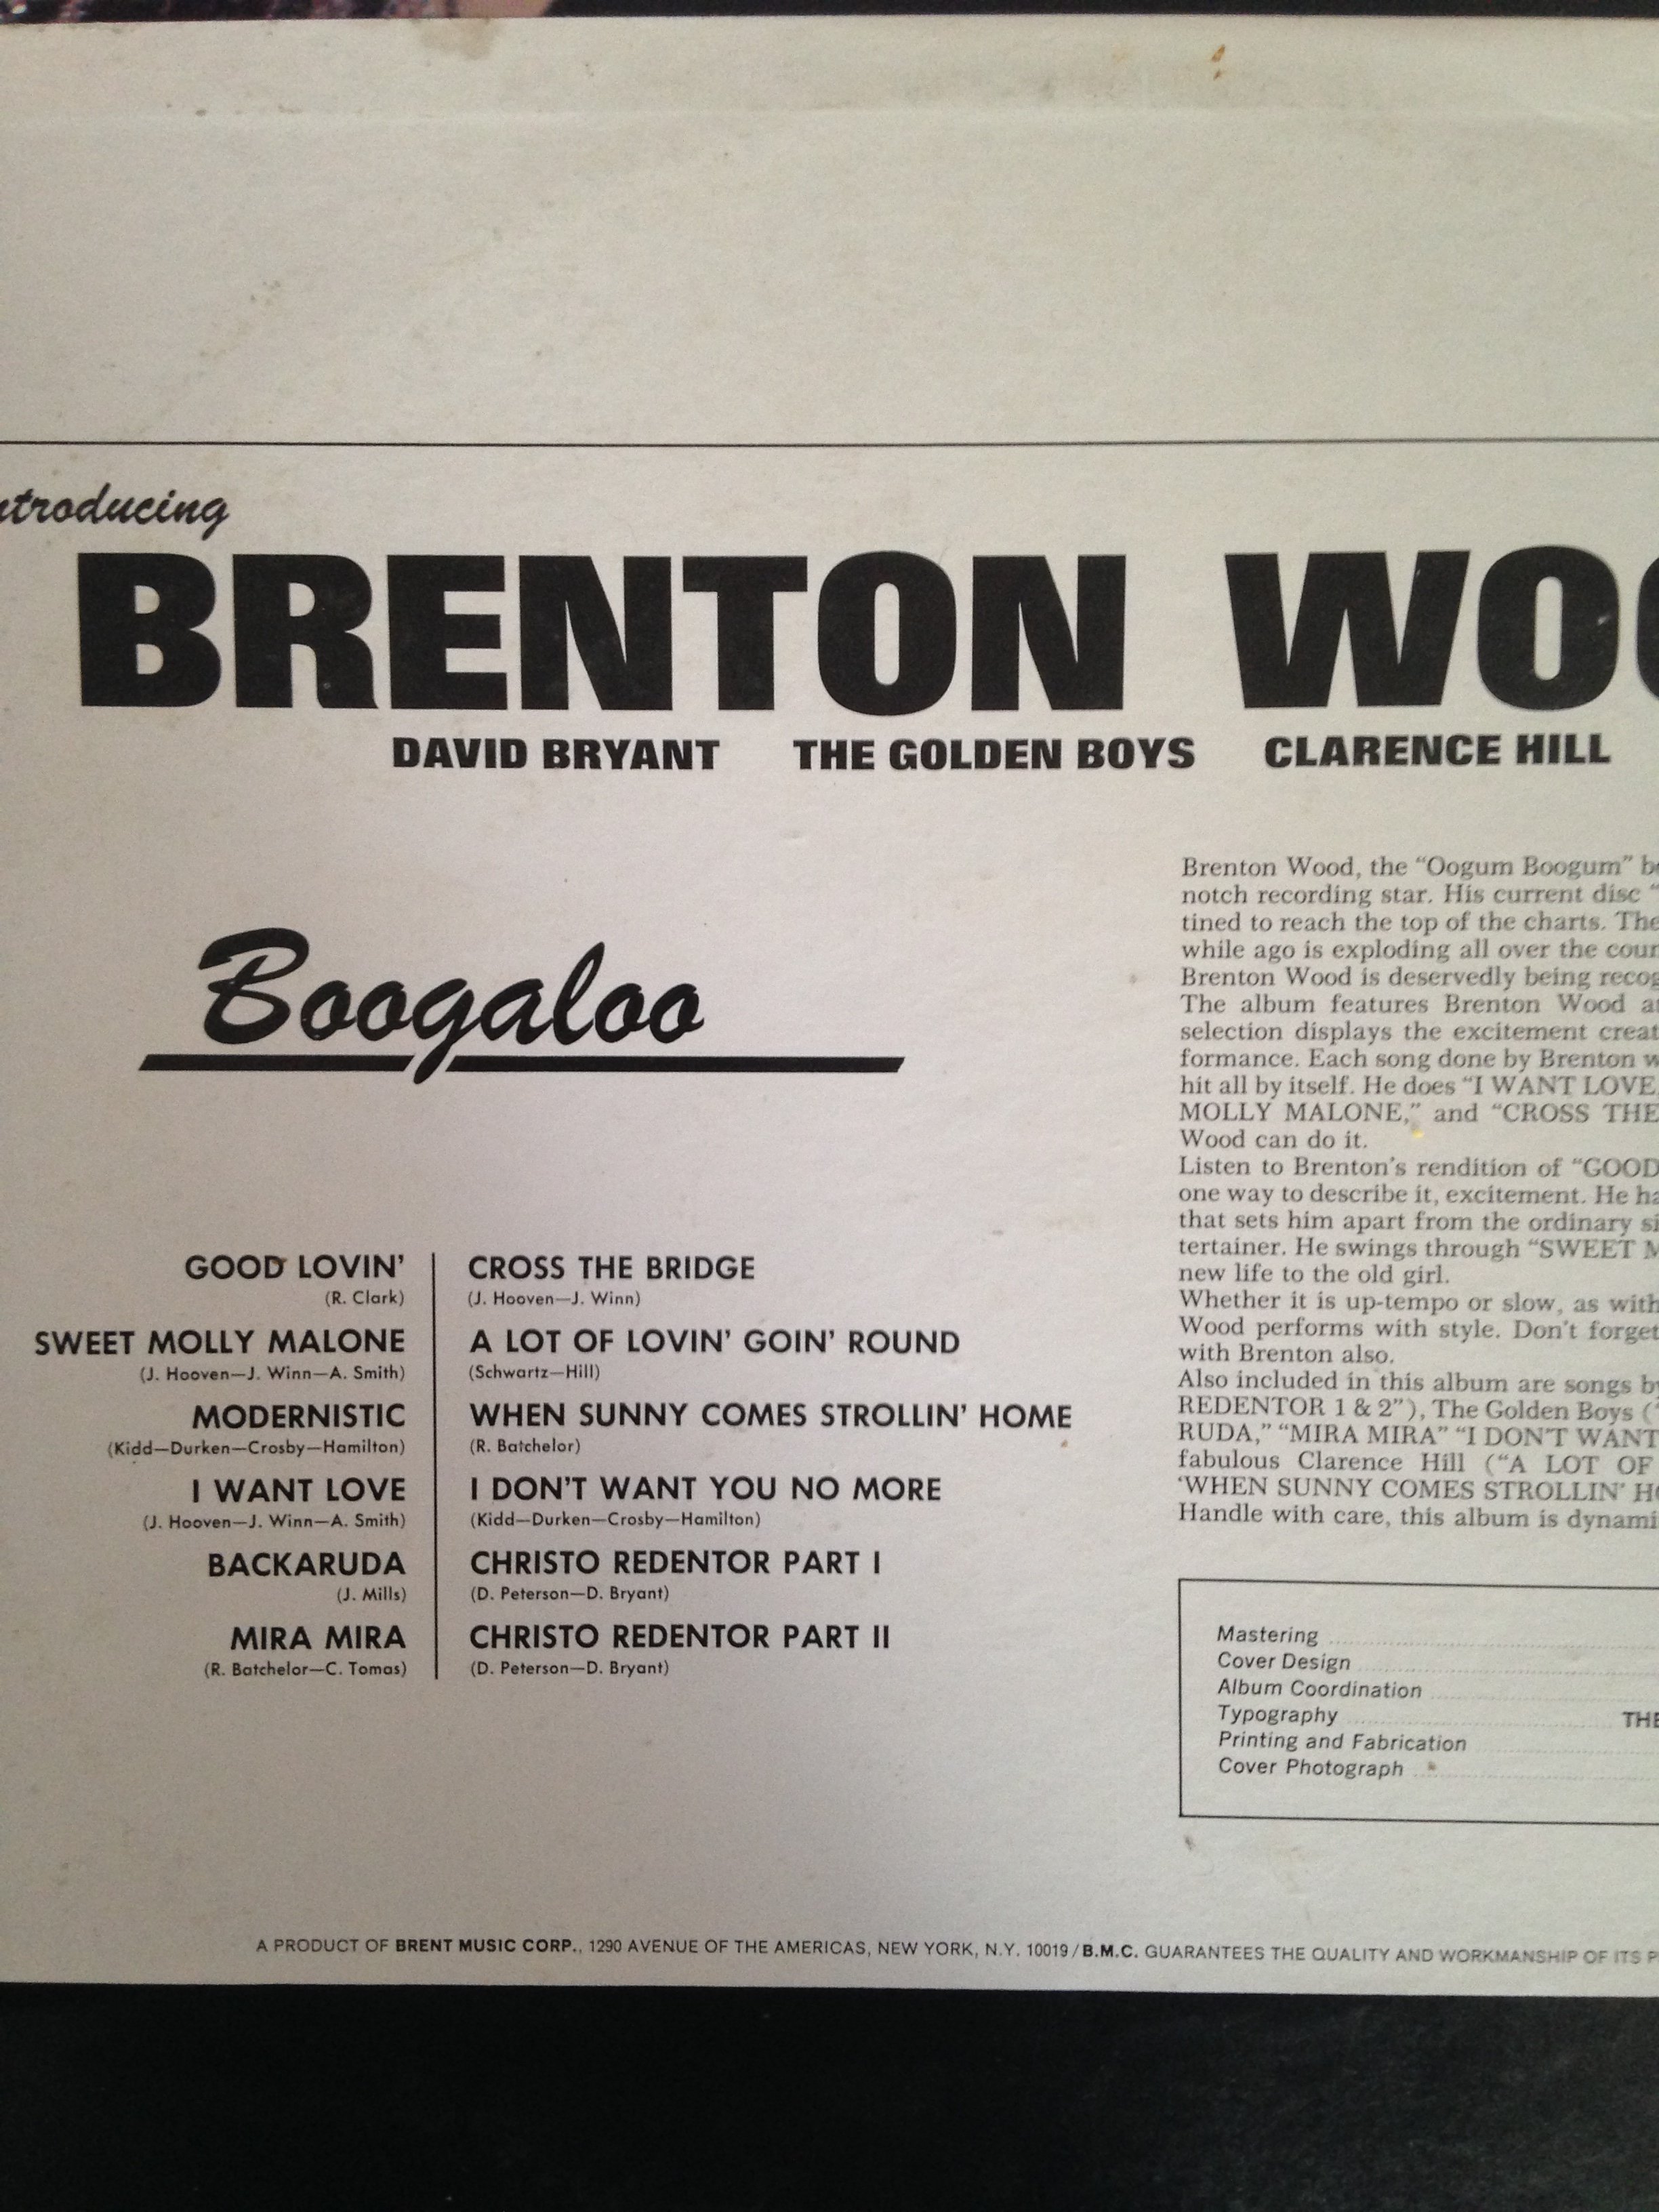 ntroducing
BRENTON WOO
DAVID BRYANT THE GOLDEN BOYS CLARENCE HILL
Boogaloo
GOOD LOVIN'
(R. Clark)
SWEET MOLLY MALONE
(J. Hooven—J. Winn—A. Smith)
MODERNISTIC
(Kidd—Durken—Crosby—Hamilton)
I WANT LOVE
(J. Hooven—J. Winn—A. Smith)
BACKARUDA
(J. Mills)
MIRA MIRA
(R. Batchelor—C. Tomas)
CROSS THE BRIDGE
(J. Hooven—J. Winn)
A LOT OF LOVIN' GOIN' ROUND
(Schwartz—Hill)
WHEN SUNNY COMES STROLLIN' HOME
(R. Batchelor)
I DON'T WANT YOU NO MORE
(Kidd—Durken—Crosby—Hamilton)
CHRISTO REDENTOR PART I
(D. Peterson—D. Bryant)
CHRISTO REDENTOR PART II
(D. Peterson—D. Bryant)
Brenton Wood, the “Oogum Boogum” b
notch recording star. His current disc “
tined to reach the top of the charts. The
while ago is exploding all over the cour
Brenton Wood is deservedly being recog
The album features Brenton Wood a
selection displays the excitement creat
formance. Each song done by Brenton w
hit all by itself. He does “I WANT LOVE,
MOLLY MALONE,” and “CROSS THE
Wood can do it.
Listen to Brenton's rendition of “GOOD
one way to describe it, excitement. He ha
that sets him apart from the ordinary si
tertainer. He swings through “SWEET M
new life to the old girl.
Whether it is up-tempo or slow, as with
Wood performs with style. Don't forget
with Brenton also.
Also included in this album are songs by
REDENTOR 1 & 2”), The Golden Boys (“
RUDA,” “MIRA MIRA” “I DON'T WANT
fabulous Clarence Hill (“A LOT OF
‘WHEN SUNNY COMES STROLLIN' HO
Handle with care, this album is dynami
Mastering
Cover Design
Album Coordination
Typography THE
Printing and Fabrication
Cover Photograph
A PRODUCT OF BRENT MUSIC CORP., 1290 AVENUE OF THE AMERICAS, NEW YORK, N.Y. 10019/B.M.C. GUARANTEES THE QUALITY AND WORKMANSHIP OF ITS P